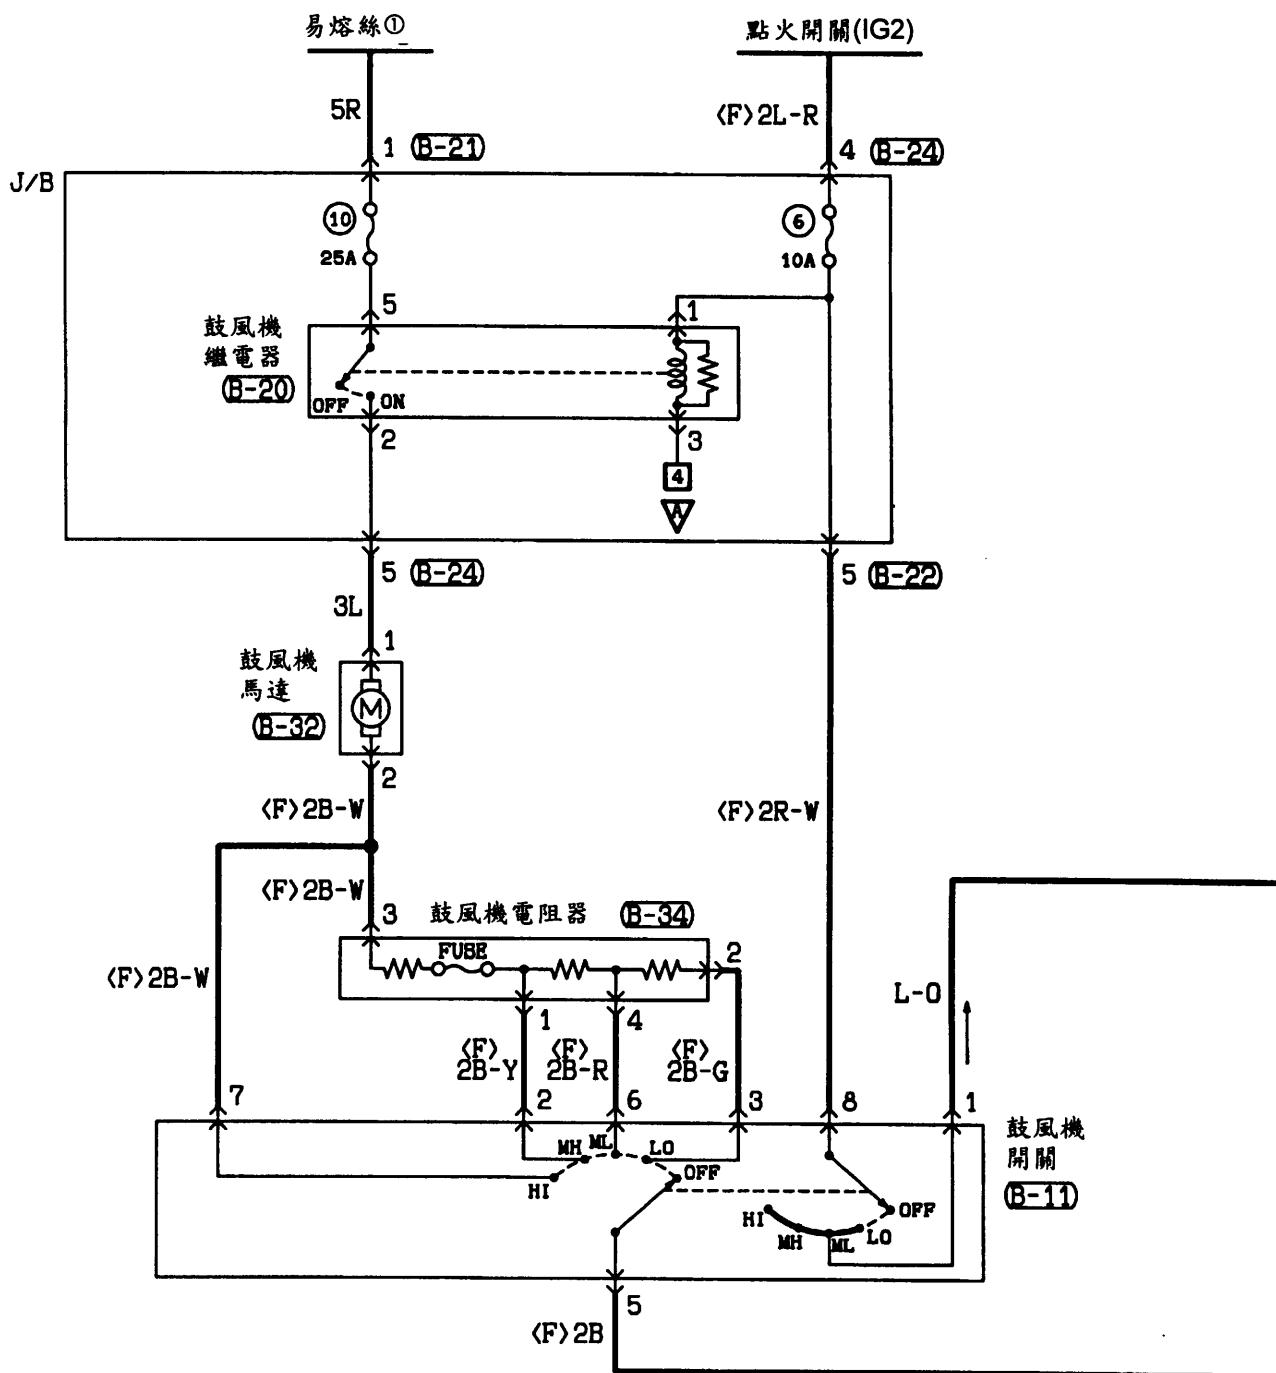 易熔絲①
點火開關(IG2)
5R
〈F〉2L-R
1 (B-21)
4 (B-24)
J/B
10
6
25A
10A
5
1
鼓風機
繼電器
(B-20)
OFF
ON
2
3
4
A
5 (B-24)
5 (B-22)
3L
1
鼓風機
馬達
(B-32)
M
2
〈F〉2B-W
〈F〉2R-W
〈F〉2B-W
3
鼓風機電阻器 (B-34)
FUSE
2
〈F〉2B-W
L-O
1
4
〈F〉
2B-Y
〈F〉
2B-R
〈F〉
2B-G
7
2
6
3
8
1
鼓風機
開關
(B-11)
HI
MH
ML
LO
OFF
HI
MH
ML
LO
OFF
5
〈F〉2B